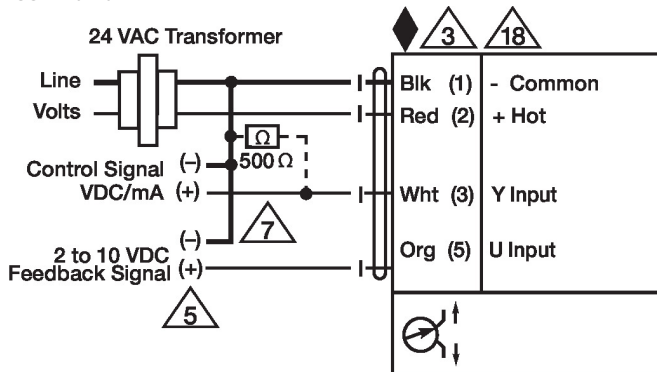 24 VAC Transformer
3 18
Line
Volts
Blk (1) - Common
Red (2) + Hot
Ω
500 Ω
Control Signal (–)
VDC/mA (+)
Wht (3) Y Input
7
(–)
2 to 10 VDC
Feedback Signal (+)
Org (5) U Input
5